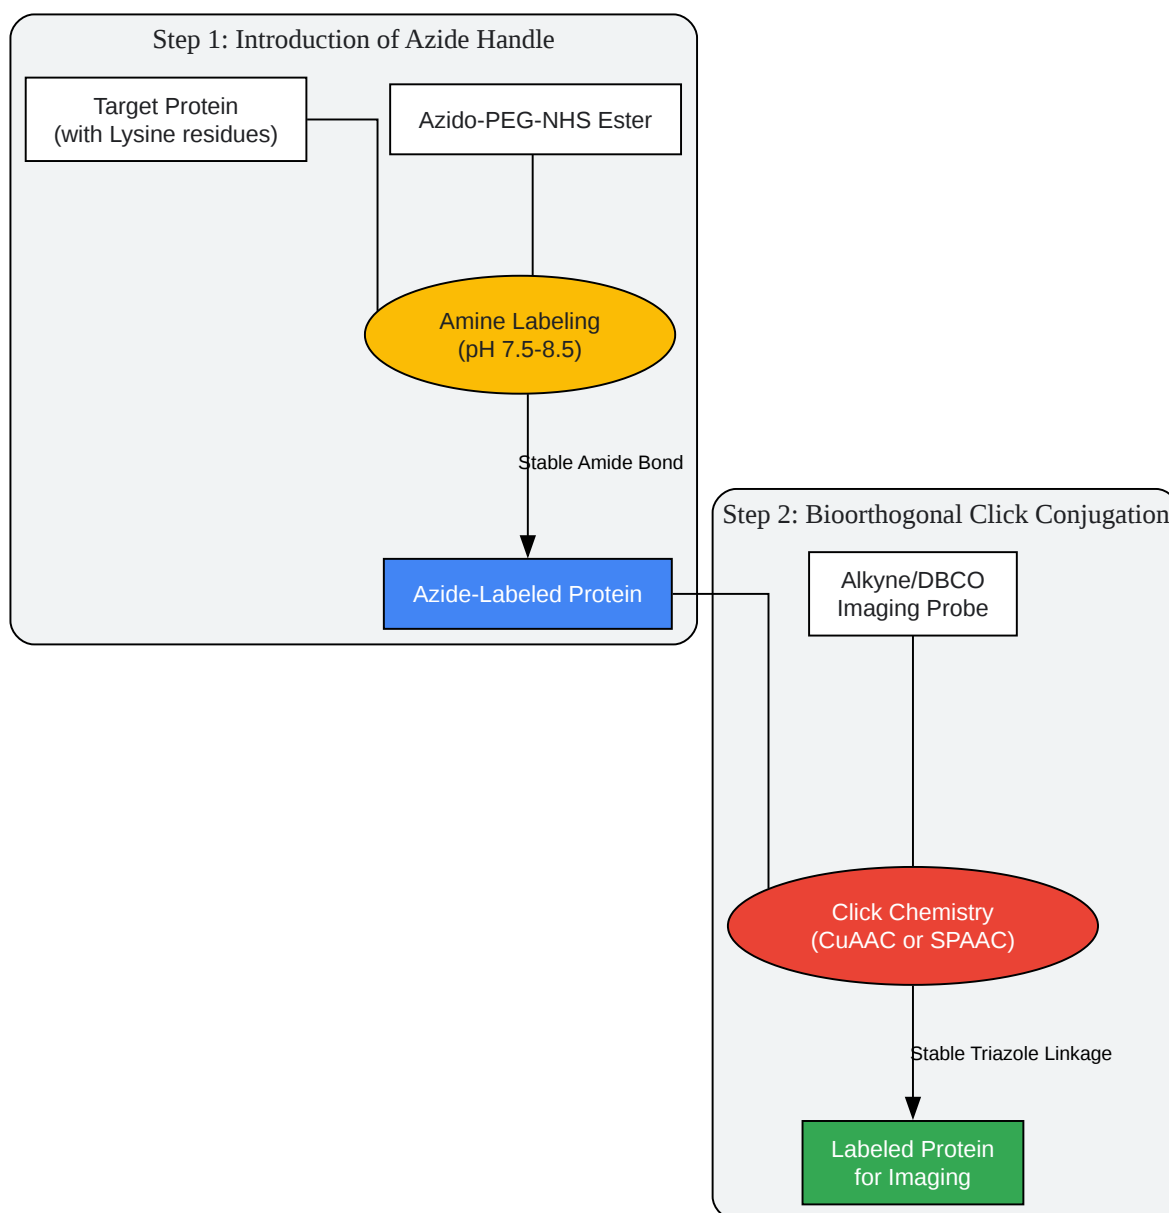 Step 1: Introduction of Azide Handle
Target Protein
(with Lysine residues)
Azido-PEG-NHS Ester
Amine Labeling
(pH 7.5-8.5)
Stable Amide Bond
Azide-Labeled Protein
Step 2: Bioorthogonal Click Conjugation
Alkyne/DBCO
Imaging Probe
Click Chemistry
(CuAAC or SPAAC)
Stable Triazole Linkage
Labeled Protein
for Imaging